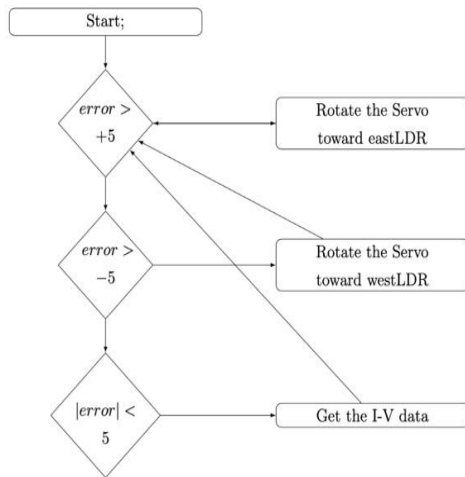 Start;
error >
+5
Rotate the Servo
toward eastLDR
error >
−5
Rotate the Servo
toward westLDR
|error| <
5
Get the I-V data